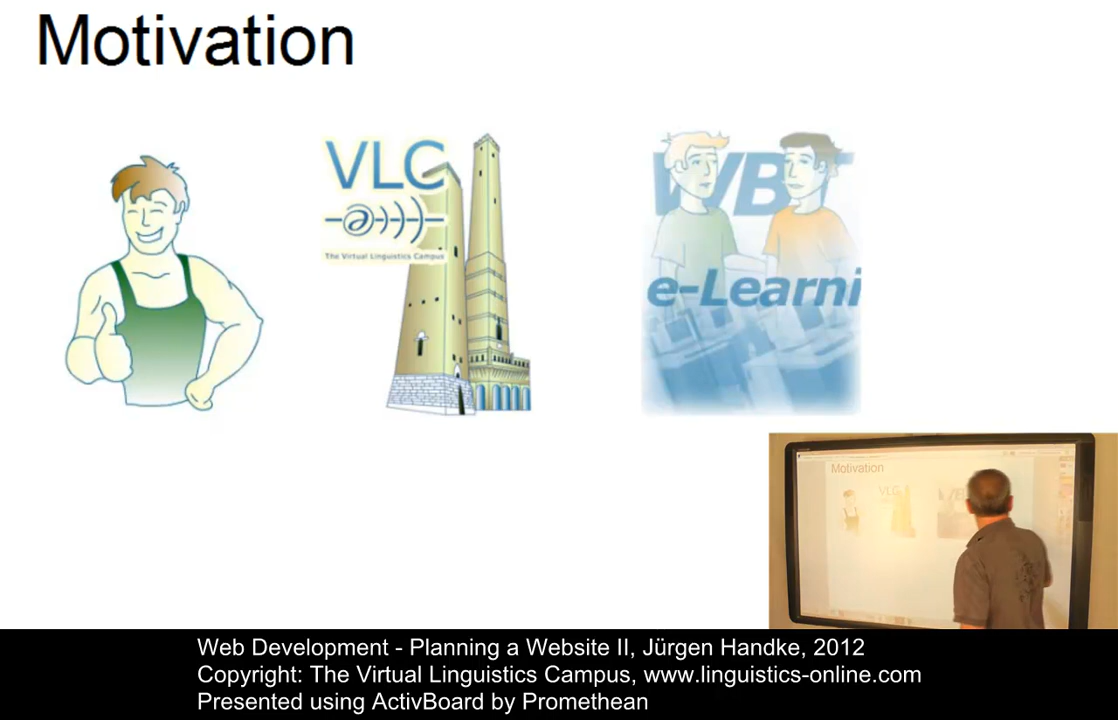 Motivation
VLC
The Virtual Linguistics Campus
WBT
e-Learni
Motivation
VLC
Web Development - Planning a Website II, Jürgen Handke, 2012
Copyright: The Virtual Linguistics Campus, www.linguistics-online.com
Presented using ActivBoard by Promethean